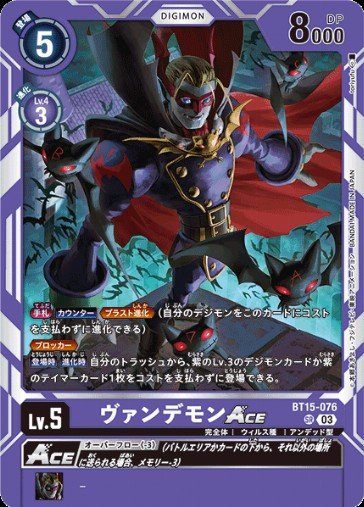 登場
5
DIGIMON
DP
8000
進化
Lv.4
3
手札 カウンター ブラスト進化 (自分のデジモンをこのカードにコスト
を支払わずに進化できる)
ブロッカー
登場時 進化時 自分のトラッシュから、紫のLv.3のデジモンカードか紫
のテイマーカード1枚をコストを支払わずに登場できる。
BT15-076
Lv.5
ヴァンデモンACE
SR 03
完全体 ウィルス種 アンデッド型
ACE
オーバーフロー《-3》 (バトルエリアかカードの下から、それ以外の場所
に送られる場合、メモリー-3)
-